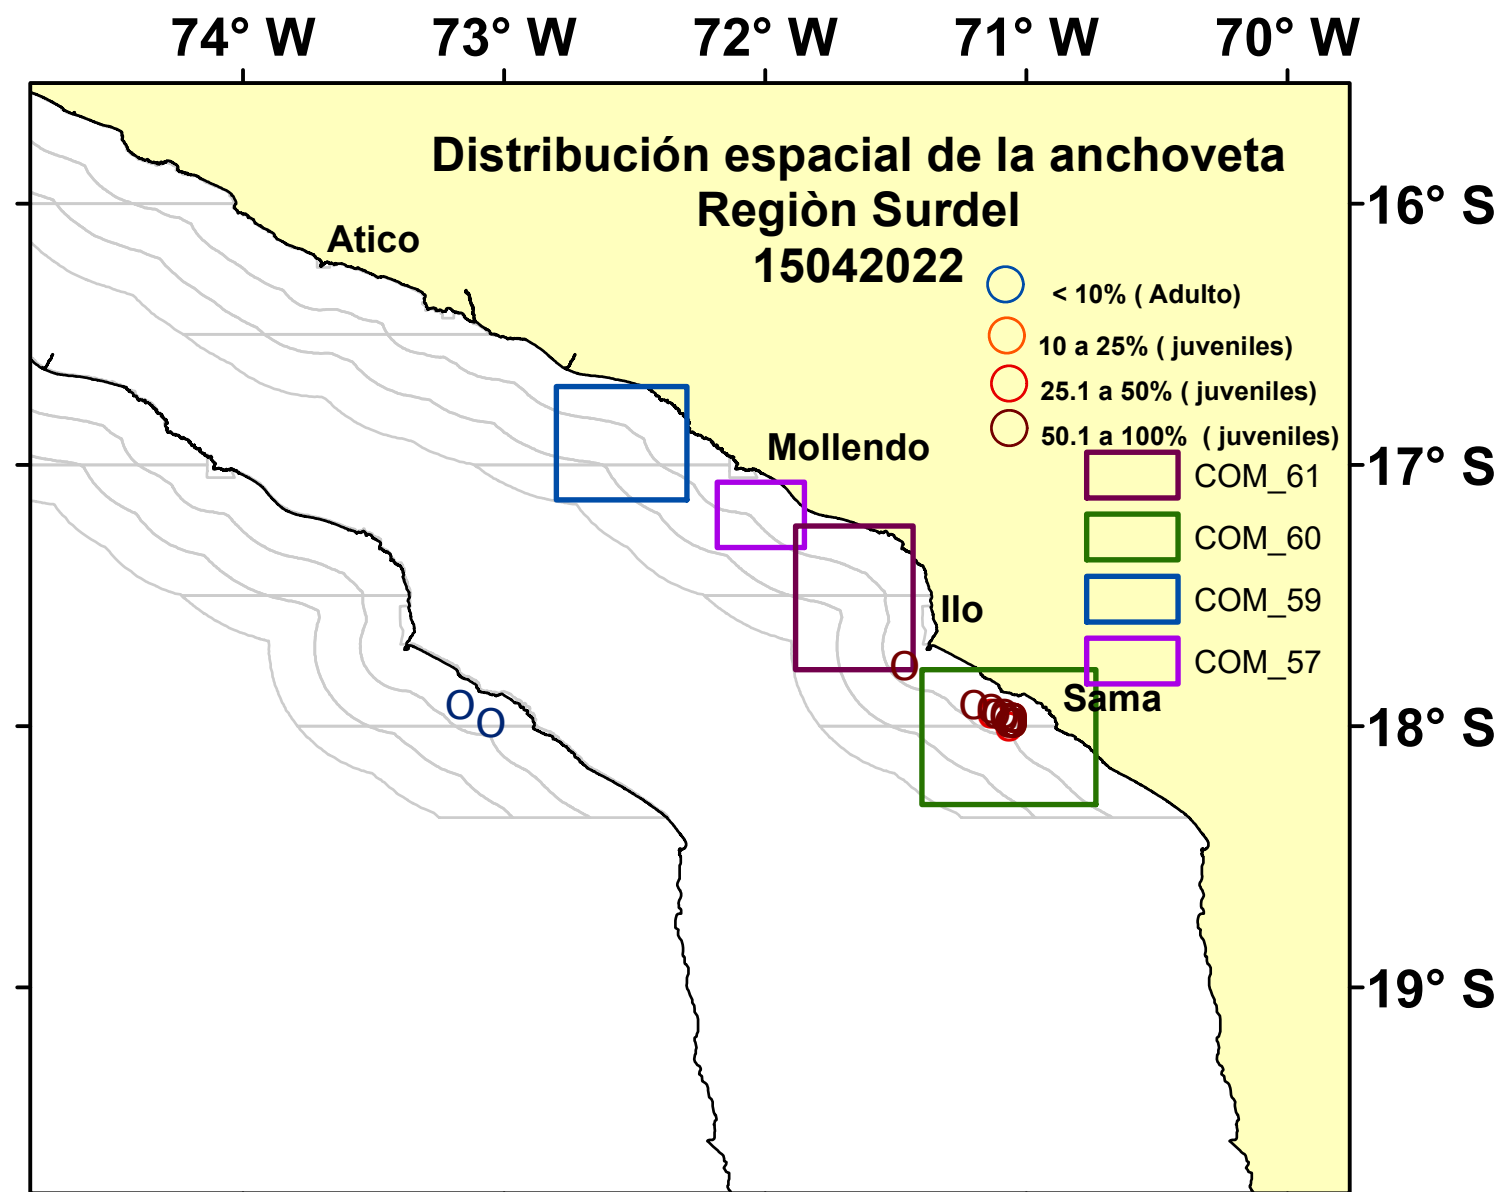 74° W 73° W 72° W 71° W 70° W
Distribución espacial de la anchoveta
Regiòn Surdel
15042022
16° S
Atico
< 10% ( Adulto)
10 a 25% ( juveniles)
25.1 a 50% ( juveniles)
50.1 a 100% ( juveniles)
Mollendo
17° S
COM_61
COM_60
COM_59
Ilo
COM_57
Sama
18° S
19° S